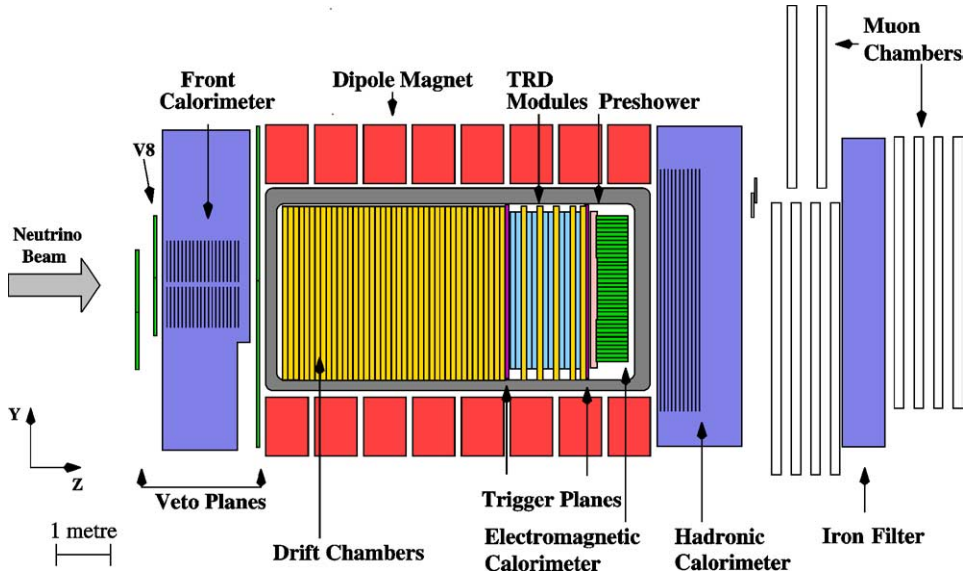 Muon
Chambers
Front
Calorimeter
Dipole Magnet
TRD
Modules
Preshower
V8
Neutrino
Beam
Y
Z
Veto Planes
1 metre
Drift Chambers
Trigger Planes
Electromagnetic
Calorimeter
Hadronic
Calorimeter
Iron Filter